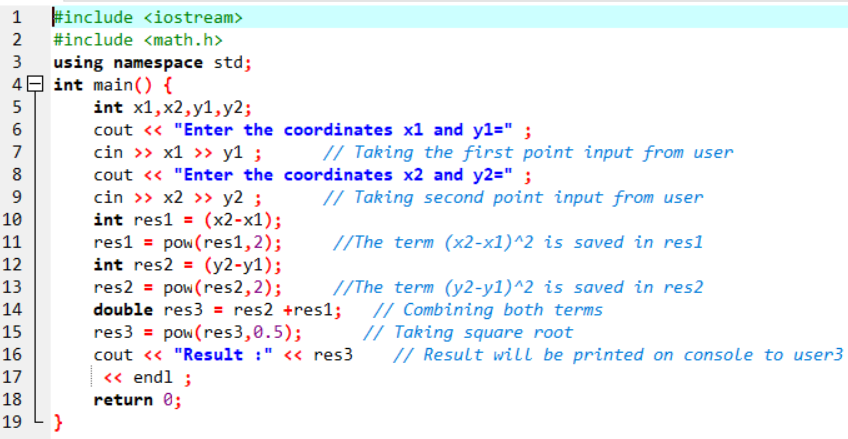 1 #include <iostream>
2 #include <math.h>
3 using namespace std;
4 int main() {
5 int x1,x2,y1,y2;
6 cout << "Enter the coordinates x1 and y1=" ;
7 cin >> x1 >> y1 ; // Taking the first point input from user
8 cout << "Enter the coordinates x2 and y2=" ;
9 cin >> x2 >> y2 ; // Taking second point input from user
10 int res1 = (x2-x1);
11 res1 = pow(res1,2); //The term (x2-x1)^2 is saved in res1
12 int res2 = (y2-y1);
13 res2 = pow(res2,2); //The term (y2-y1)^2 is saved in res2
14 double res3 = res2 +res1; // Combining both terms
15 res3 = pow(res3,0.5); // Taking square root
16 cout << "Result :" << res3 // Result will be printed on console to user3
17 << endl ;
18 return 0;
19 }